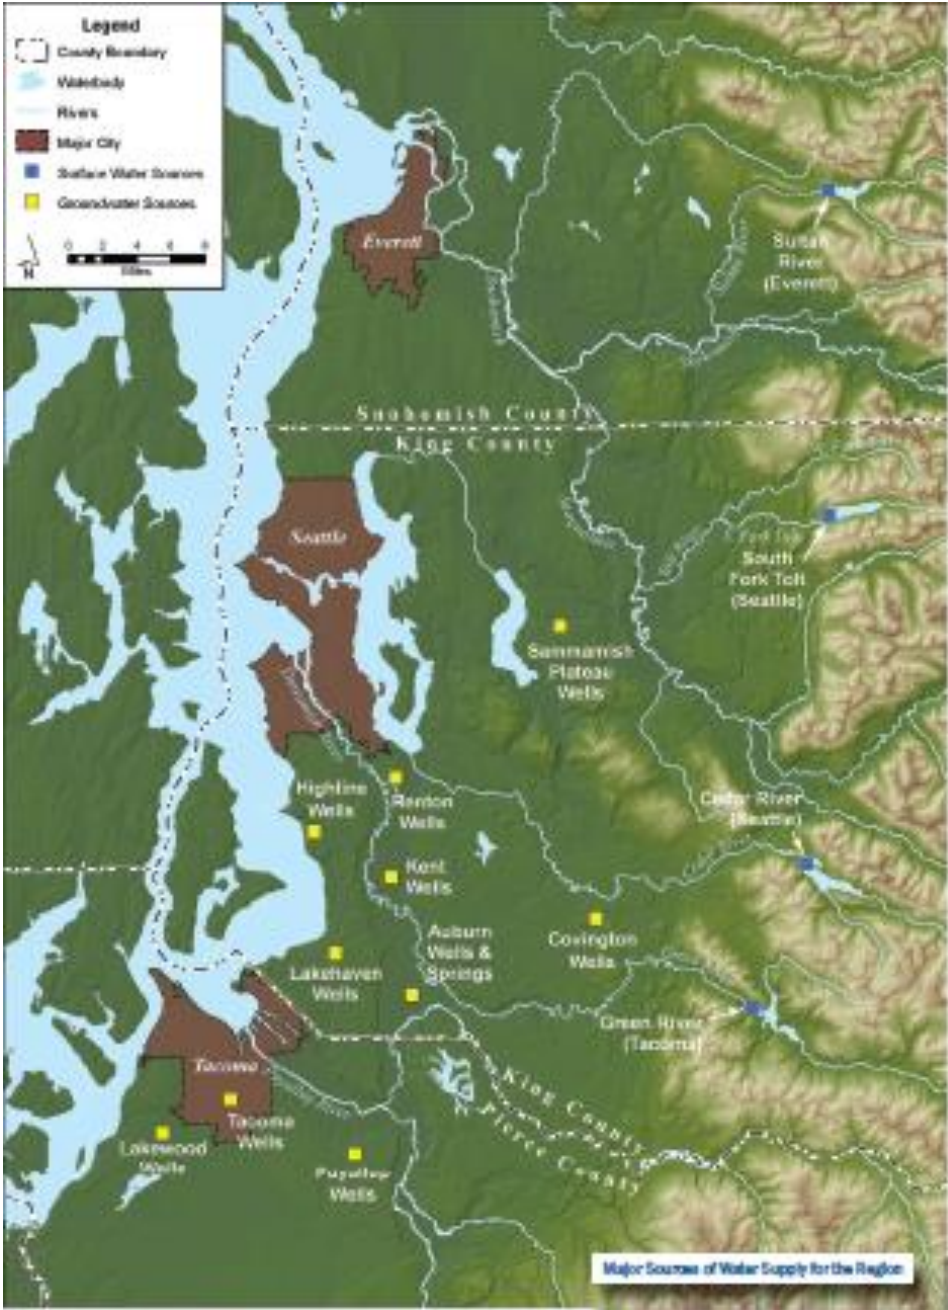 Legend
County Boundary
Waterbody
Rivers
Major City
Surface Water Sources
Groundwater Sources
N
0 2 4 6 8
Miles
Everett
Sultan
River
(Everett)
Snohomish County
King County
Seattle
South
Fork Tolt
(Seattle)
Sammamish
Plateau
Wells
Highline
Wells
Renton
Wells
Cedar River
(Seattle)
Kent
Wells
Auburn
Wells &
Springs
Covington
Wells
Lakehaven
Wells
Green River
(Tacoma)
Tacoma
Tacoma
Wells
King County
Pierce County
Lakewood
Wells
Puyallup
Wells
Major Sources of Water Supply for the Region